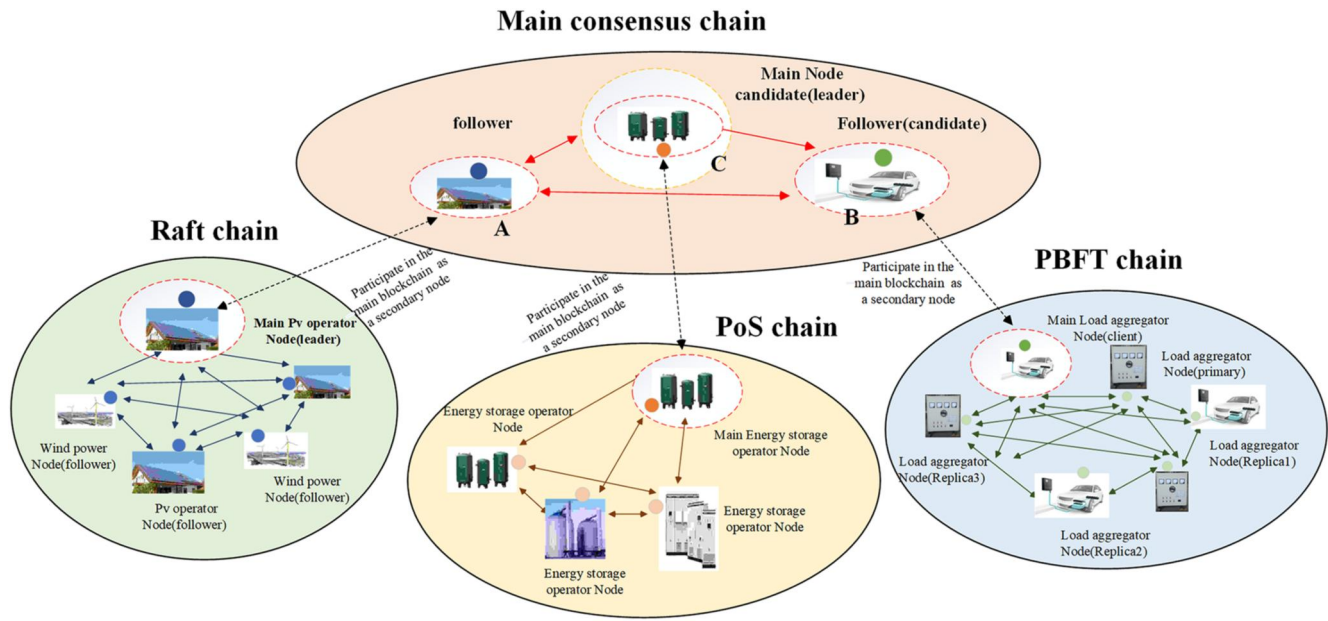 Main consensus chain
Main Node
candidate(leader)
follower
Follower(candidate)
C
B
A
Raft chain
Participate in the
main blockchain as
a secondary node
Participate in the
main blockchain as
a secondary node
Participate in the
main blockchain as
a secondary node
PBFT chain
PoS chain
Main Pv operator
Node(leader)
Wind power
Node(follower)
Pv operator
Node(follower)
Wind power
Node(follower)
Energy storage operator
Node
Main Energy storage
operator Node
Energy storage
operator Node
Energy storage
operator Node
Main Load aggregator
Node(client)
Load aggregator
Node(primary)
Load aggregator
Node(Replica1)
Load aggregator
Node(Replica3)
Load aggregator
Node(Replica2)